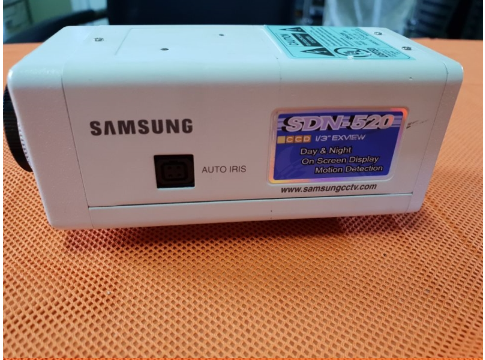 SAMSUNG
AUTO IRIS
SDN-520
1/3" EXVIEW
Day & Night
On Screen Display
Motion Detection
www.samsungcctv.com